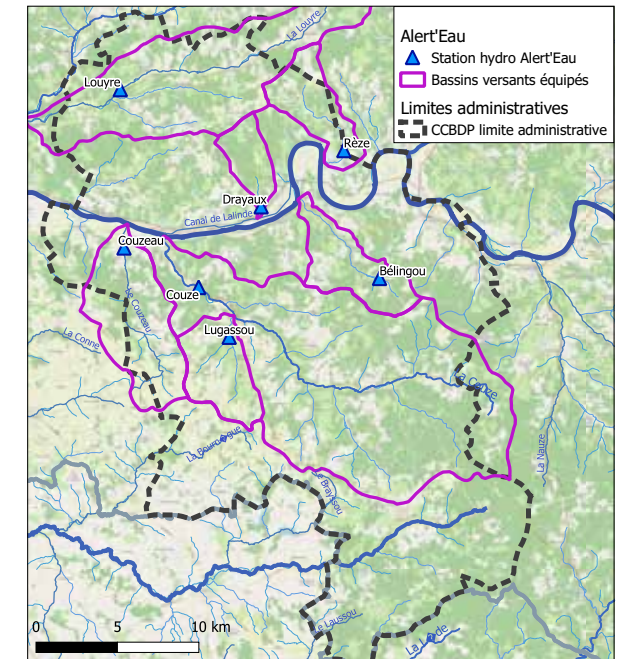 Alert'Eau
Station hydro Alert'Eau
Bassins versants équipés
Limites administratives
CCBDP limite administrative
La Louyre
Louyre
Rèze
Drayaux
Canal de Lalinde
Couzeau
Bélingou
Couze
Le Couzeau
Lugassou
La Conne
La Couze
La Bournègue
La Nauze
Le Brayssou
Le Laussou
La Lède
0 5 10 km